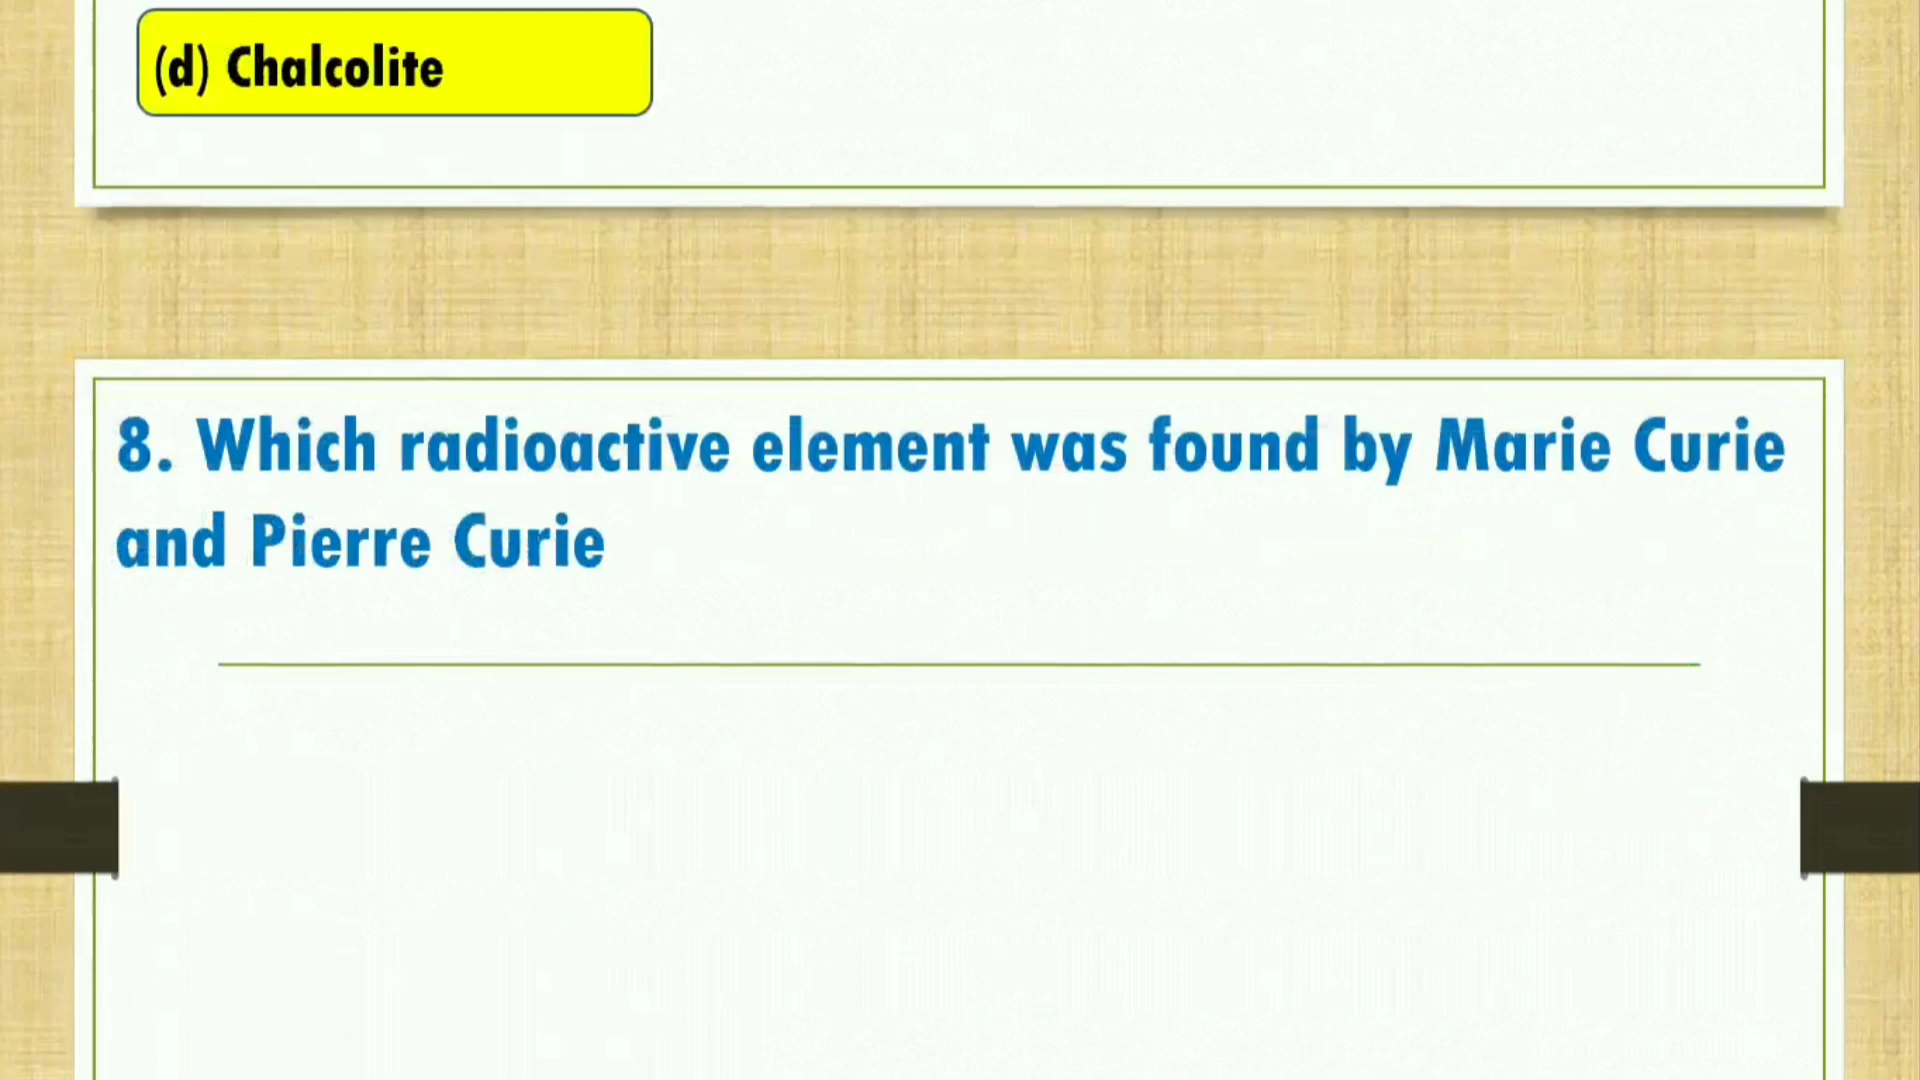 (d) Chalcolite
8. Which radioactive element was found by Marie Curie
and Pierre Curie